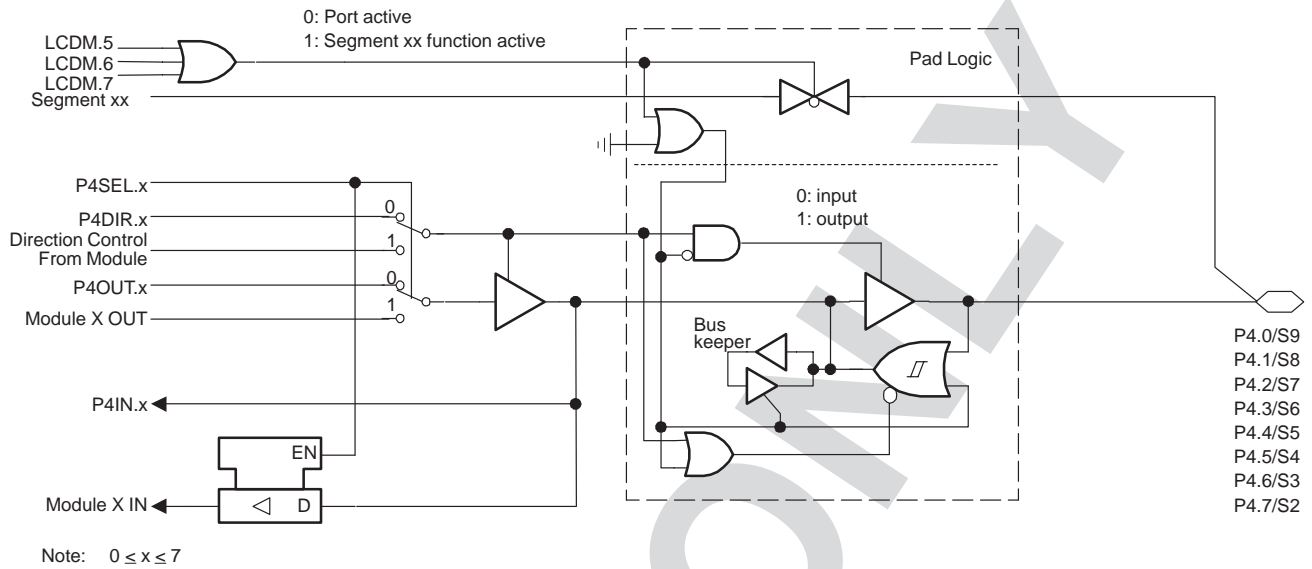 0: Port active
1: Segment xx function active
LCDM.5
LCDM.6
LCDM.7
Segment xx
Pad Logic
P4SEL.x
P4DIR.x
0
Direction Control
From Module
1
P4OUT.x
0
Module X OUT
1
0: input
1: output
Bus
keeper
P4IN.x
EN
Module X IN
D
P4.0/S9
P4.1/S8
P4.2/S7
P4.3/S6
P4.4/S5
P4.5/S4
P4.6/S3
P4.7/S2
Note: 0 ≤ x ≤ 7
ONLY